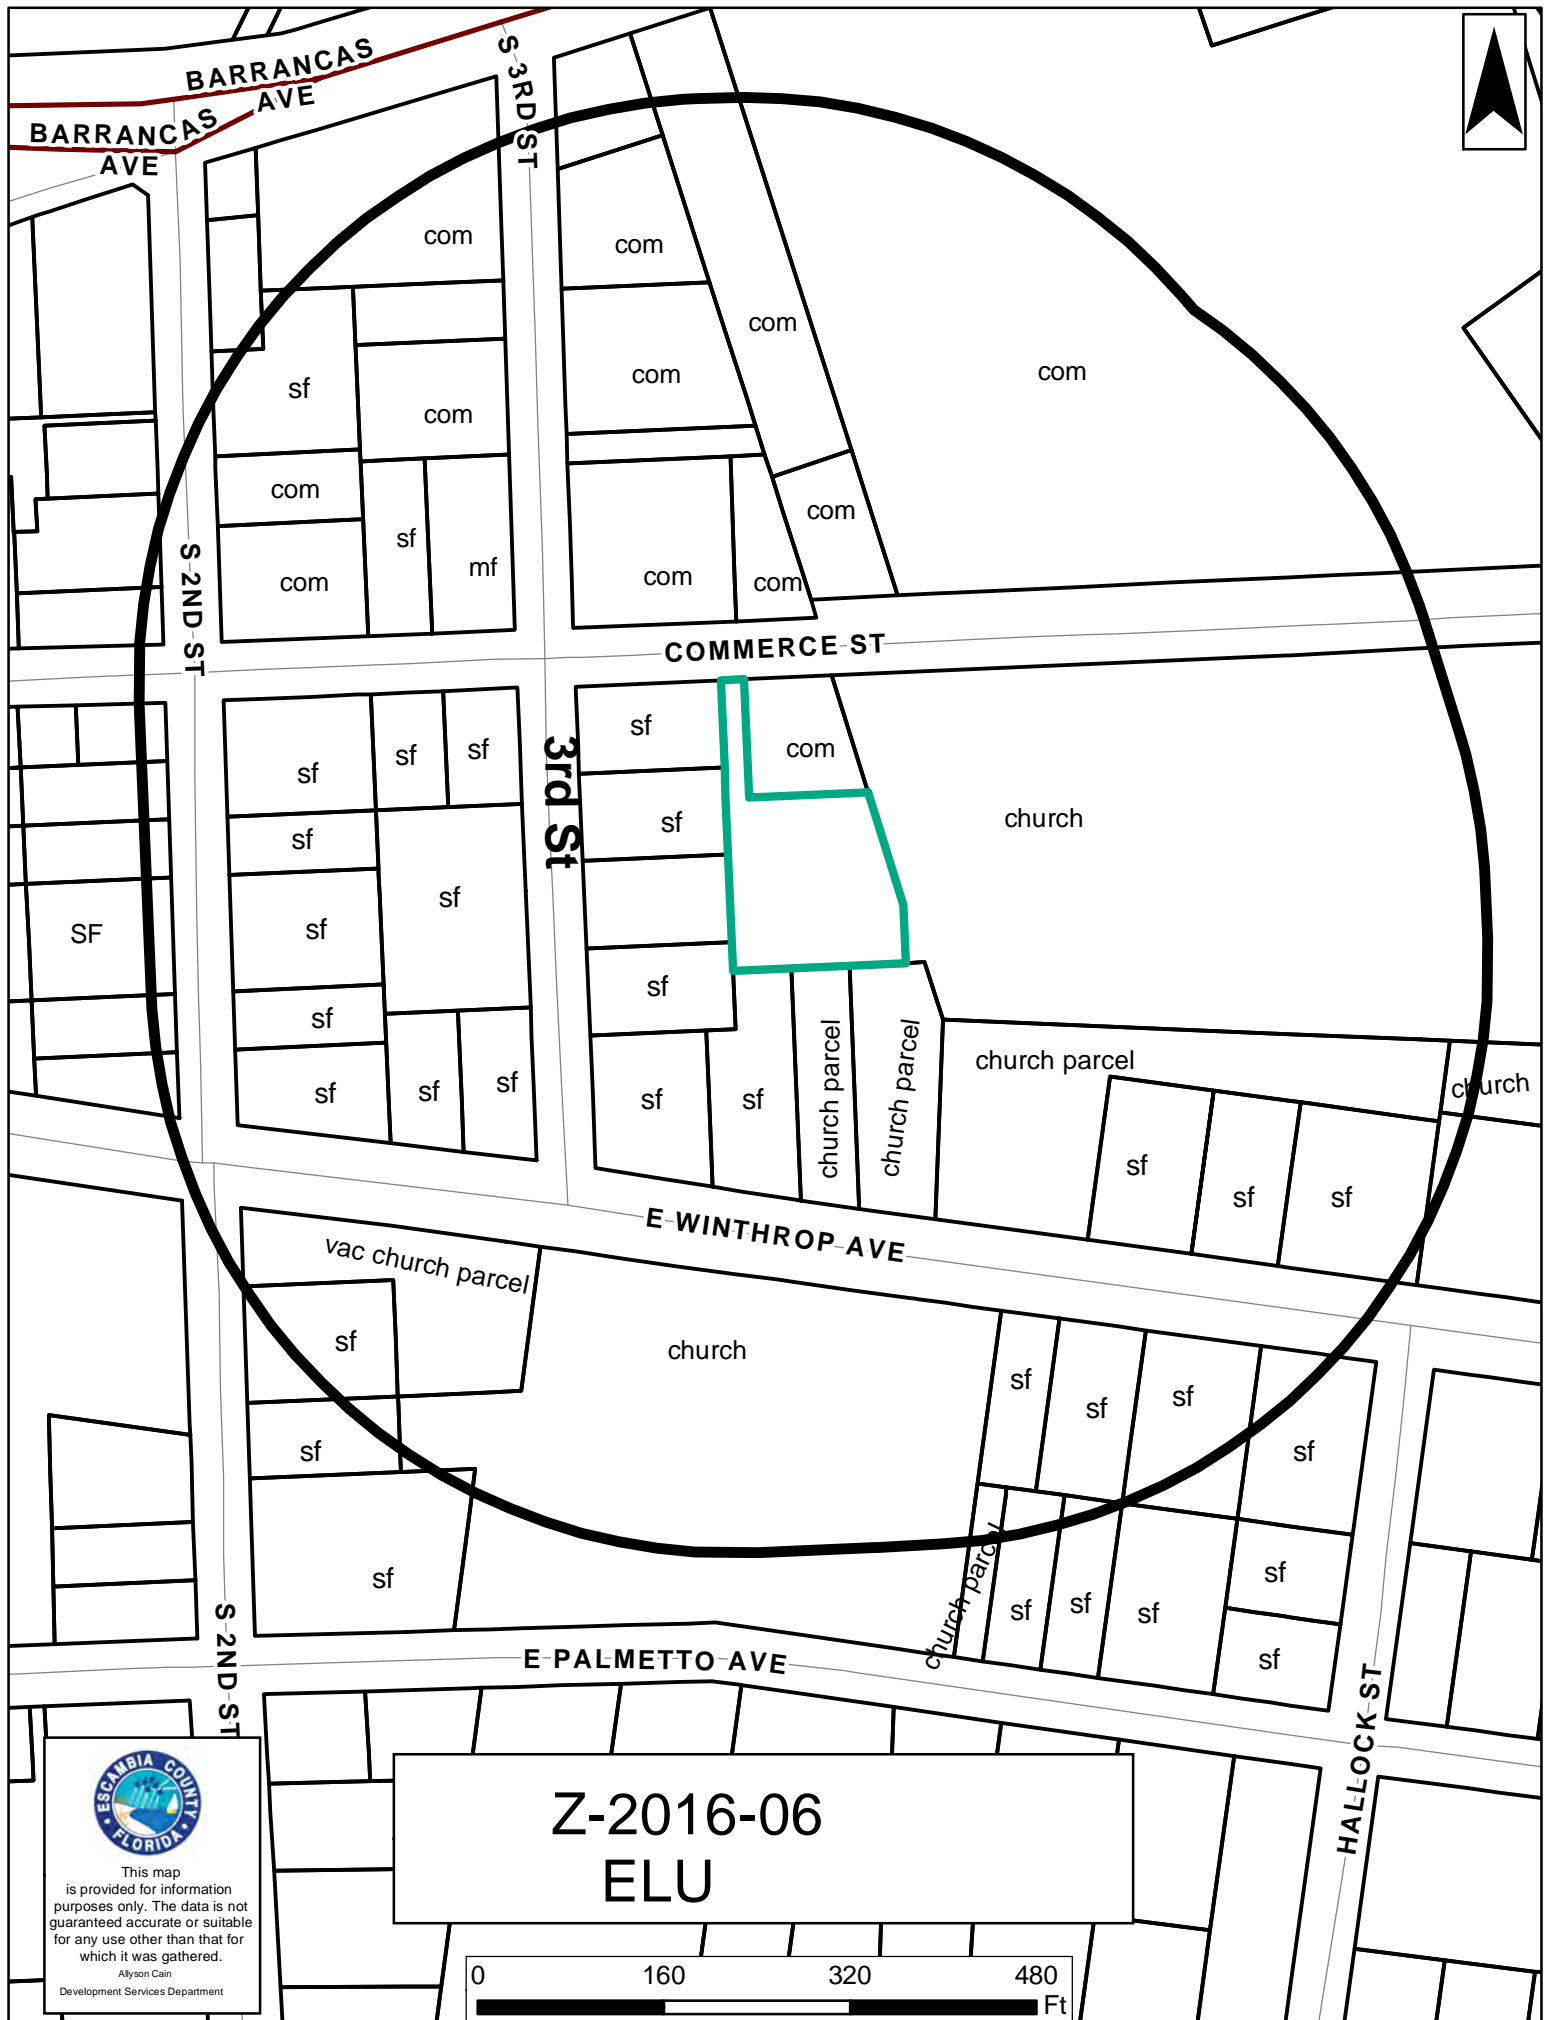 BARRANCAS
AVE
BARRANCAS
AVE
S 3RD ST
com
com
com
com
sf
com
com
com
com
sf
mf
com
com
com
com
S 2ND ST
COMMERCE ST
3rd St
sf
sf
sf
sf
com
sf
sf
sf
church
sf
SF
sf
sf
sf
sf
sf
sf
sf
sf
church parcel
church parcel
church parcel
church
sf
sf
sf
E WINTHROP AVE
vac church parcel
sf
church
sf
sf
sf
sf
sf
sf
church parcel
sf
sf
sf
sf
sf
S 2ND ST
E PALMETTO AVE
HALLOCK ST
ESCAMBIA COUNTY
FLORIDA
This map
is provided for information
purposes only. The data is not
guaranteed accurate or suitable
for any use other than that for
which it was gathered.
Allyson Cain
Development Services Department
Z-2016-06
ELU
0 160 320 480
Ft